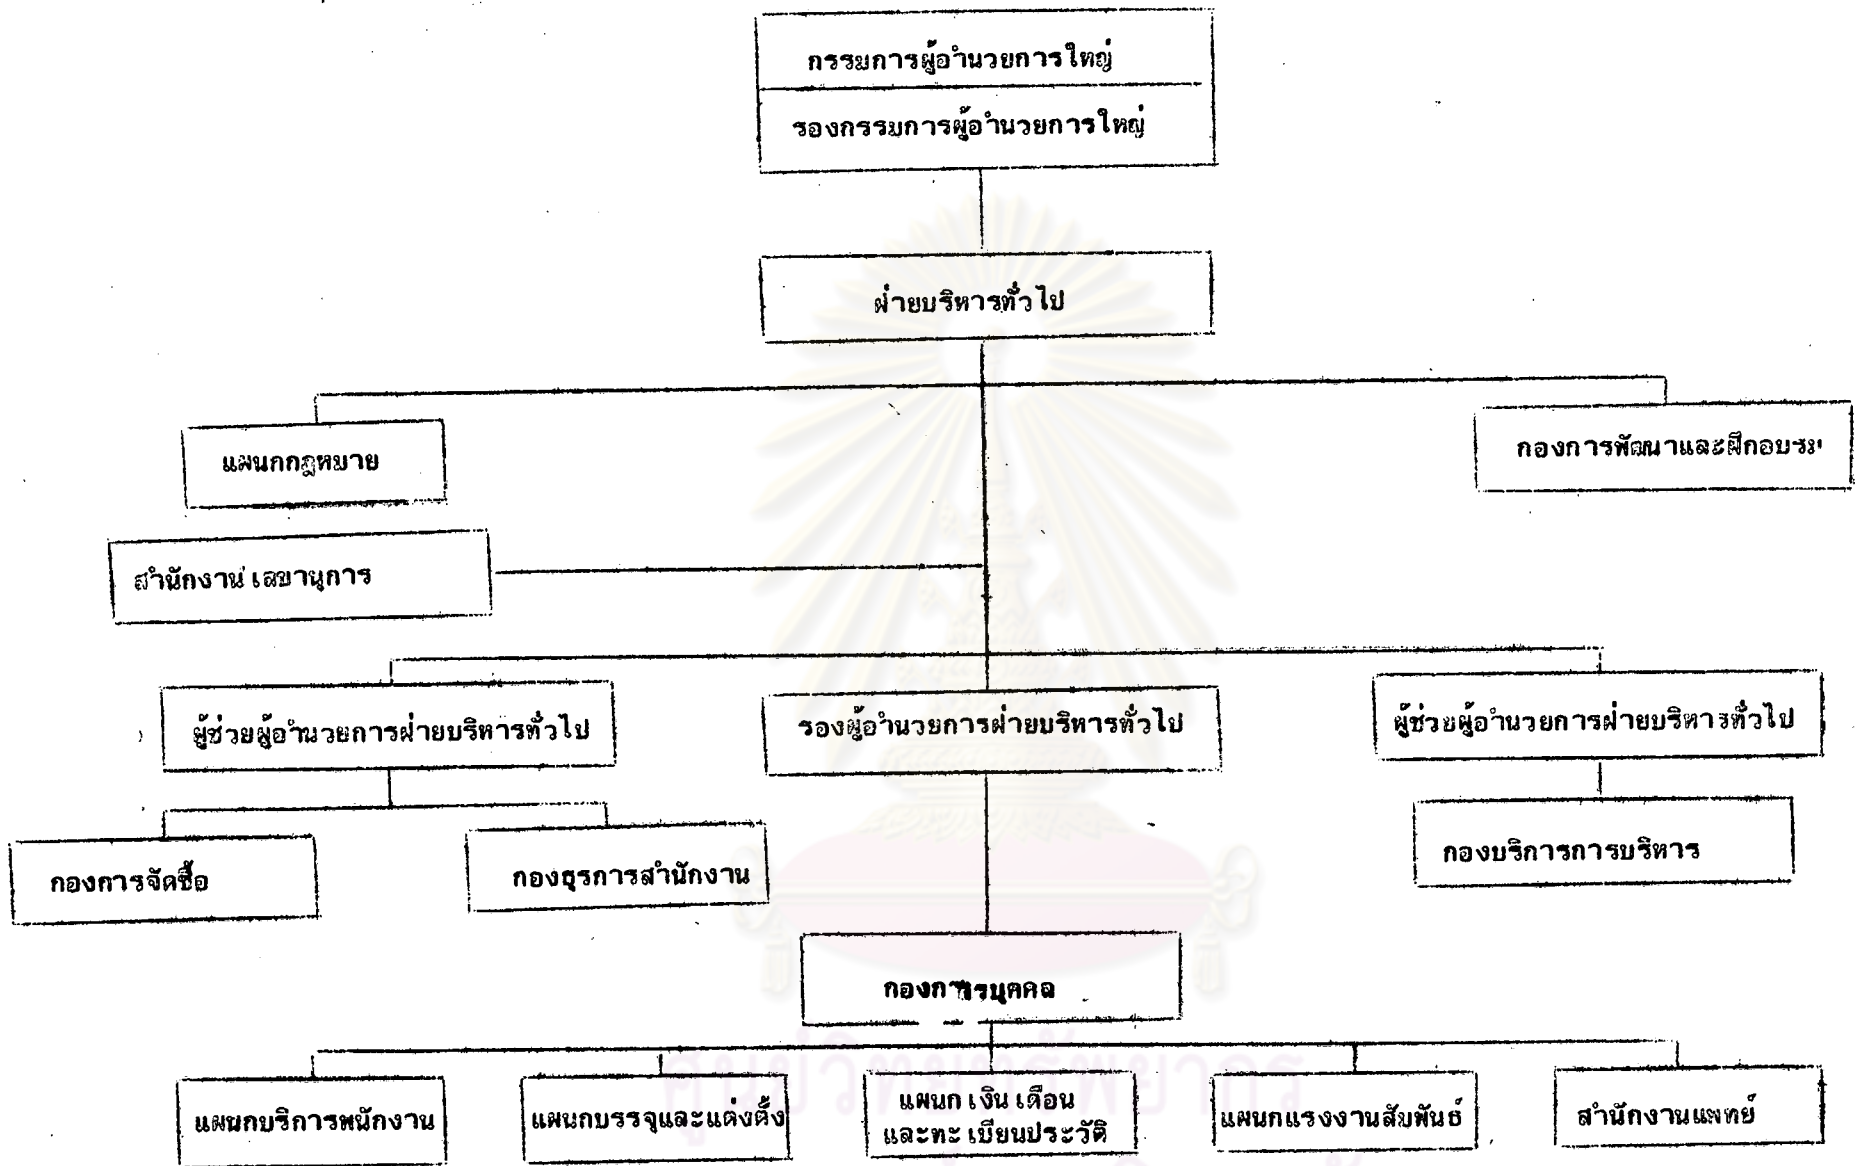 กรรมการผู้อำนวยการใหญ่
รองกรรมการผู้อำนวยการใหญ่
ฝ่ายบริหารทั่วไป
แผนกกฎหมาย
กองการพัฒนาและฝึกอบรม
สำนักงานเลขานุการ
ผู้ช่วยผู้อำนวยการฝ่ายบริหารทั่วไป
รองผู้อำนวยการฝ่ายบริหารทั่วไป
ผู้ช่วยผู้อำนวยการฝ่ายบริหารทั่วไป
กองการจัดซื้อ
กองธุรการสำนักงาน
กองบริการการบริหาร
กองการบุคคล
ศูนย์วิทยทรัพยากร
แผนกบริการพนักงาน
แผนกบรรจุและแต่งตั้ง
แผนกเงินเดือน
และทะเบียนประวัติ
แผนกแรงงานสัมพันธ์
สำนักงานแพทย์